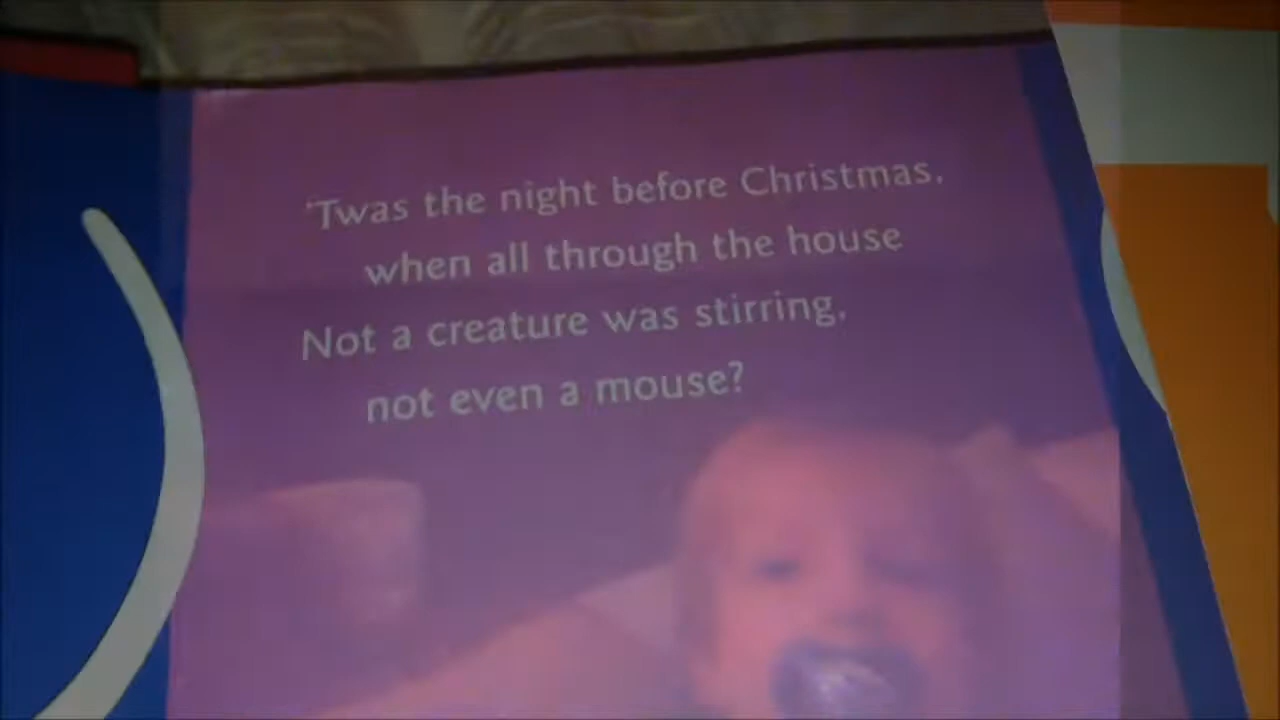 'Twas the night before Christmas,
when all through the house
Not a creature was stirring,
not even a mouse?